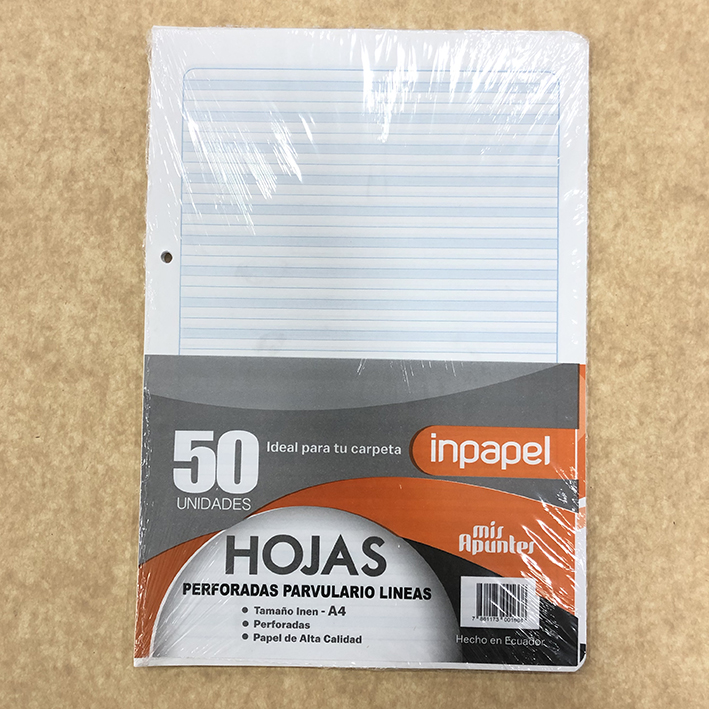 50
UNIDADES
Ideal para tu carpeta
inpapel
mis
Apuntes
HOJAS
PERFORADAS PARVULARIO LINEAS
• Tamaño Inen - A4
• Perforadas
• Papel de Alta Calidad
Hecho en Ecuador